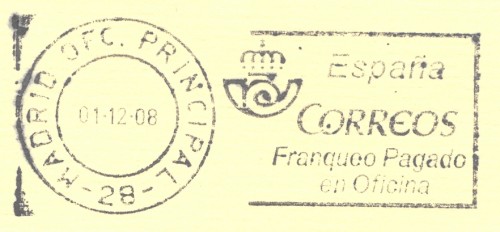 MADRID OFC. PRINCIPAL
-28-
01-12-08
España
CORREOS
Franqueo Pagado
en Oficina